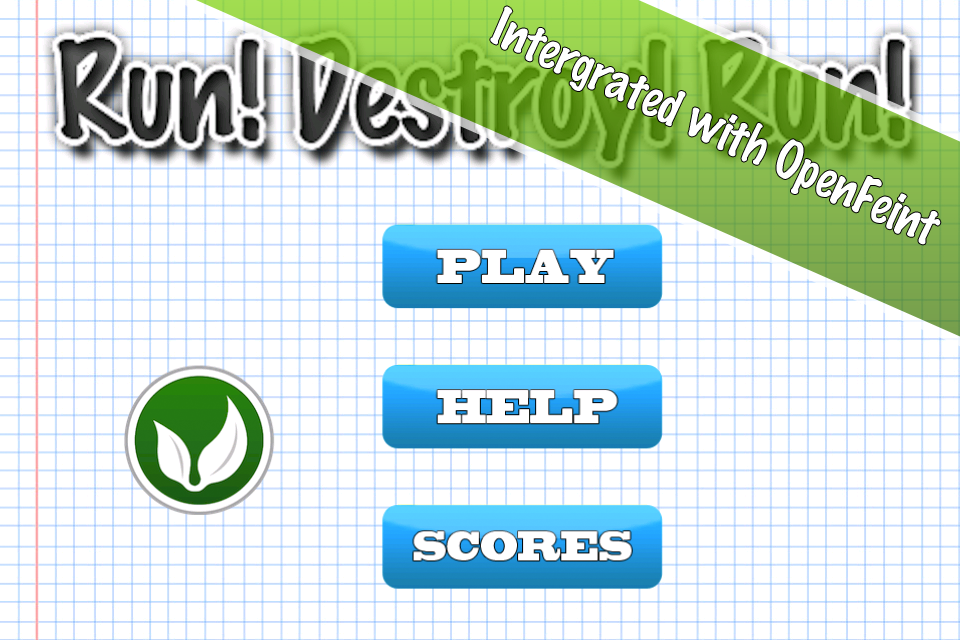 Run! Destroy! Run!
Intergrated with OpenFeint
PLAY
HELP
SCORES